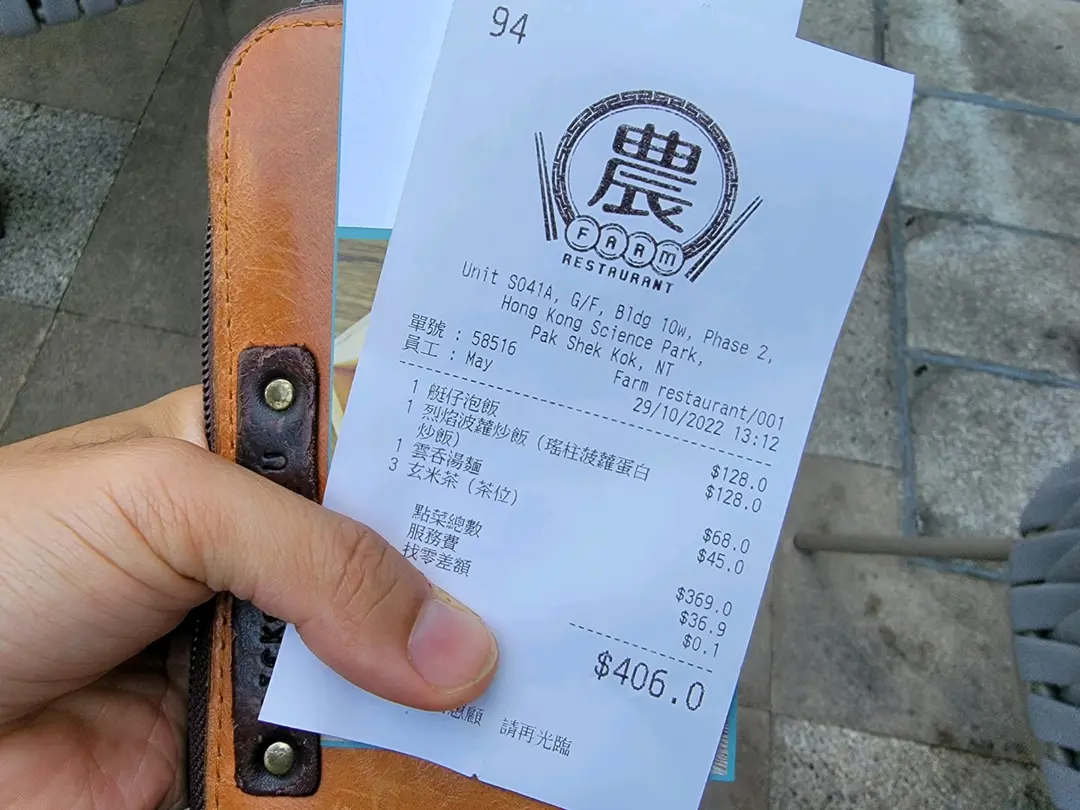 94
農
FARM
RESTAURANT
Unit S041A, G/F, Bldg 10w, Phase 2,
Hong Kong Science Park,
Pak Shek Kok, NT
Farm restaurant/001
單號 : 58516
29/10/2022 13:12
員工 : May
1 艇仔泡飯 $128.0
1 烈焰菠蘿炒飯 (瑤柱菠蘿蛋白 $128.0
炒飯)
1 雲吞湯麵 $68.0
3 玄米茶 (茶位) $45.0
點菜總數 $369.0
服務費 $36.9
找零差額 $0.1
$406.0
惠顧 請再光臨